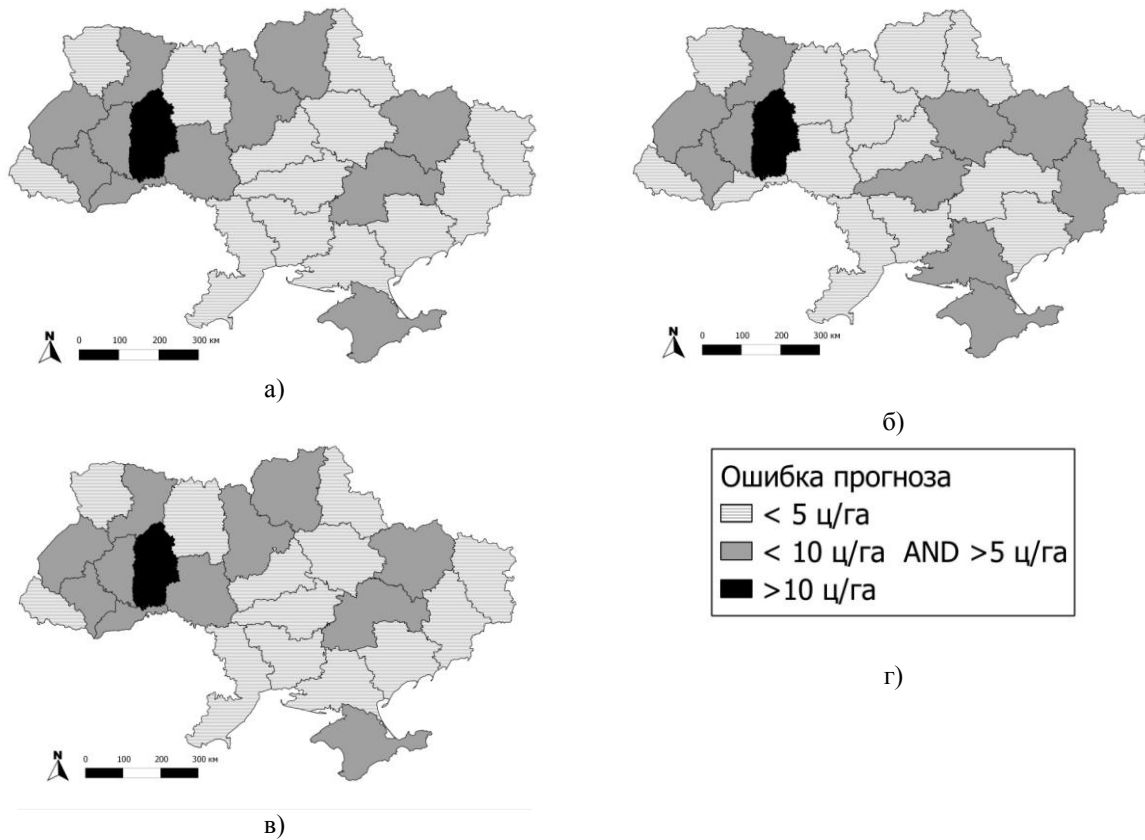 N
0 100 200 300 км
а)
N
0 100 200 300 км
б)
N
0 100 200 300 км
в)
Ошибка прогноза
< 5 ц/га
< 10 ц/га AND >5 ц/га
>10 ц/га
г)